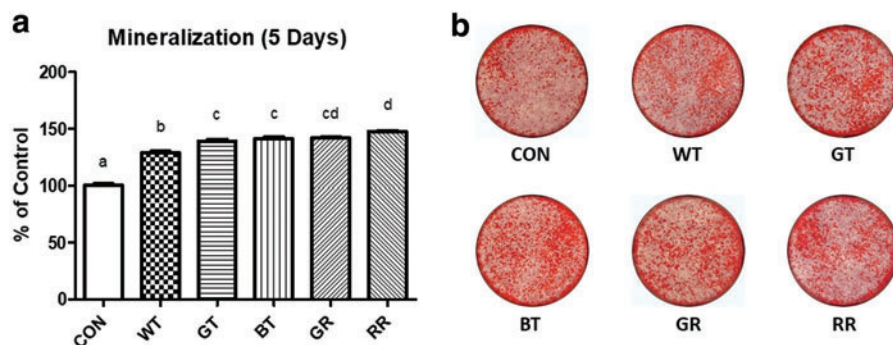 a
Mineralization (5 Days)
% of Control
200
150
100
50
0
a
b
c
c
cd
d
CON
WT
GT
BT
GR
RR
b
CON
WT
GT
BT
GR
RR